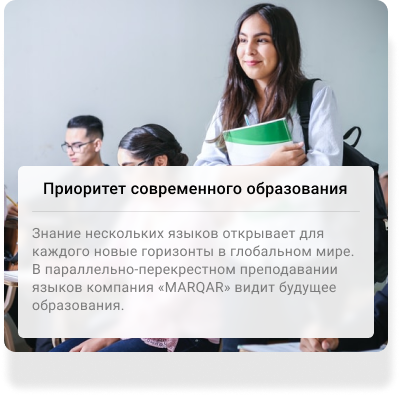 Приоритет современного образования
Знание нескольких языков открывает для
каждого новые горизонты в глобальном мире.
В параллельно-перекрестном преподавании
языков компания «MARQAR» видит будущее
образования.